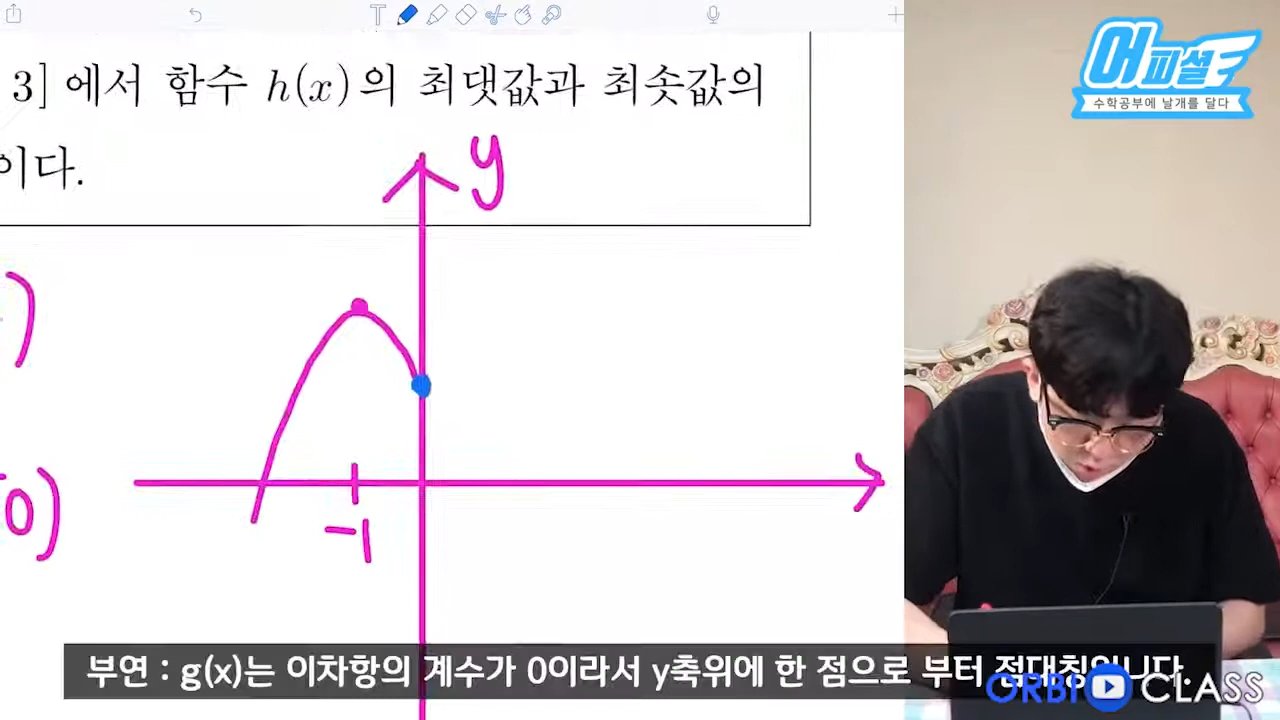 3] 에서 함수 h(x)의 최댓값과 최솟값의
이다.
y
)
0)
-1
어피셜
수학공부에 날개를 달다
부연 : g(x)는 이차항의 계수가 0이라서 y축위에 한 점으로 부터 점대칭입니다.
ORBI CLASS